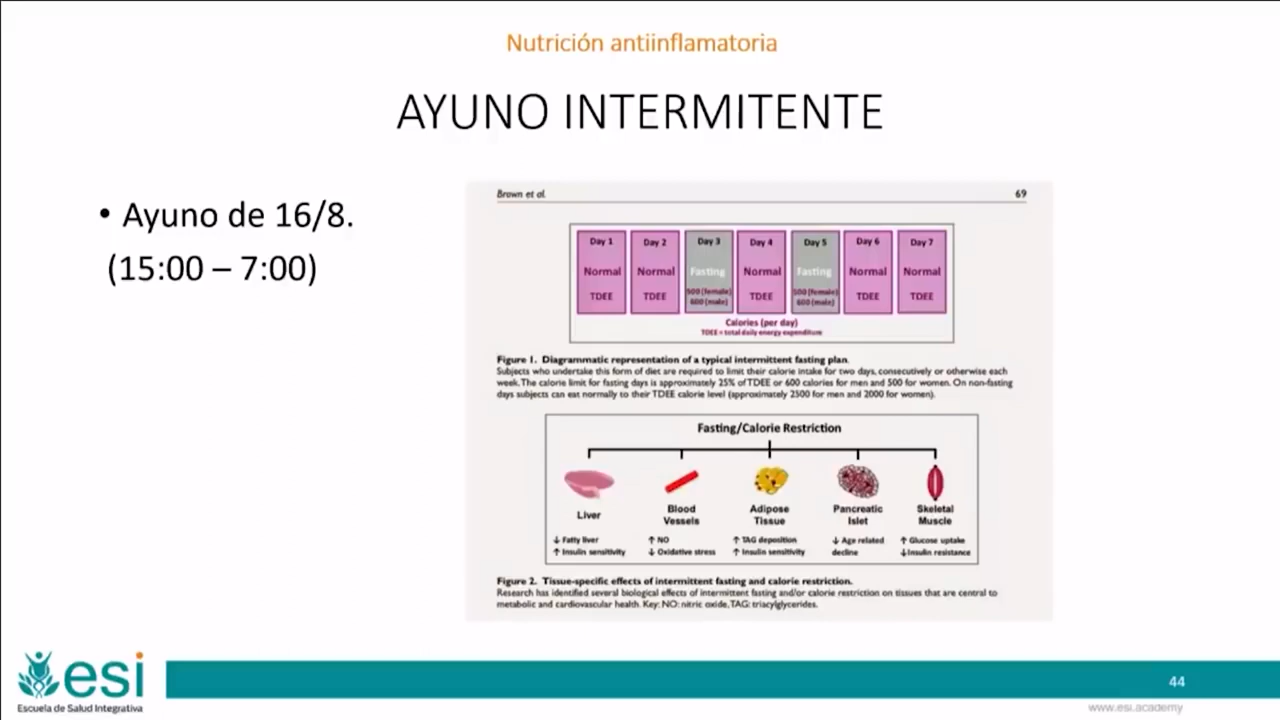 Nutrición antiinflamatoria
AYUNO INTERMITENTE
• Ayuno de 16/8.
(15:00 – 7:00)
Brown et al.
69
Day 1 Day 2 Day 3 Day 4 Day 5 Day 6 Day 7
Normal Normal Fasting Normal Fasting Normal Normal
TDEE TDEE 500 (female) TDEE 500 (female) TDEE TDEE
600 (male) 600 (male)
Calories (per day)
TDEE = total daily energy expenditure
Figure 1. Diagrammatic representation of a typical intermittent fasting plan.
Subjects who undertake this form of diet are required to limit their calorie intake for two days, consecutively or otherwise each
week. The calorie limit for fasting days is approximately 25% of TDEE or 600 calories for men and 500 for women. On non-fasting
days subjects can eat normally to their TDEE calorie level (approximately 2500 for men and 2000 for women).
Fasting/Calorie Restriction
Liver Blood Adipose Pancreatic Skeletal
Vessels Tissue Islet Muscle
↓ Fatty liver ↑ NO ↑ TAG deposition ↓ Age related ↑ Glucose uptake
↑ Insulin sensitivity ↓ Oxidative stress ↑ Insulin sensitivity decline ↓Insulin resistance
Figure 2. Tissue-specific effects of intermittent fasting and calorie restriction.
Research has identified several biological effects of intermittent fasting and/or calorie restriction on tissues that are central to
metabolic and cardiovascular health. Key: NO: nitric oxide, TAG: triacylglycerides.
esi
Escuela de Salud Integrativa
44
www.esi.academy